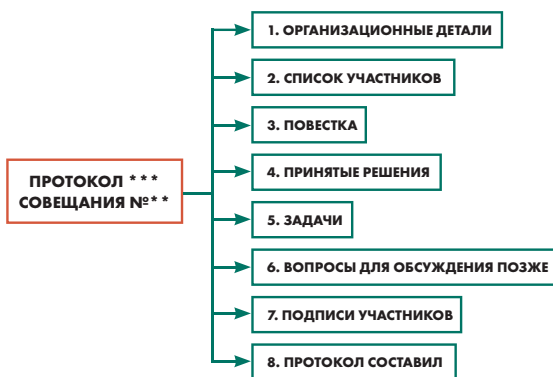 1. ОРГАНИЗАЦИОННЫЕ ДЕТАЛИ
2. СПИСОК УЧАСТНИКОВ
3. ПОВЕСТКА
4. ПРИНЯТЫЕ РЕШЕНИЯ
ПРОТОКОЛ ***
СОВЕЩАНИЯ №**
5. ЗАДАЧИ
6. ВОПРОСЫ ДЛЯ ОБСУЖДЕНИЯ ПОЗЖЕ
7. ПОДПИСИ УЧАСТНИКОВ
8. ПРОТОКОЛ СОСТАВИЛ